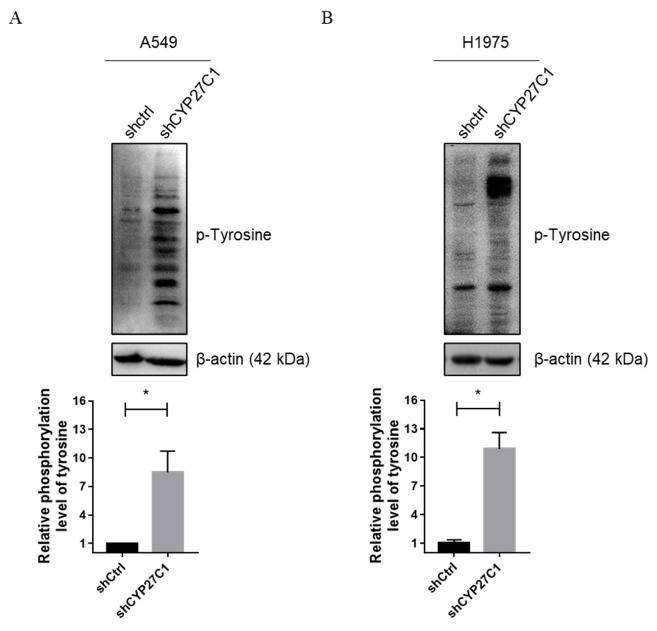 A
A549
shctrl
shCYP27C1
p-Tyrosine
β-actin (42 kDa)
*
Relative phosphorylation
level of tyrosine
16
13
10
7
4
1
shCtrl
shCYP27C1
B
H1975
shctrl
shCYP27C1
p-Tyrosine
β-actin (42 kDa)
*
Relative phosphorylation
level of tyrosine
16
13
10
7
4
1
shCtrl
shCYP27C1